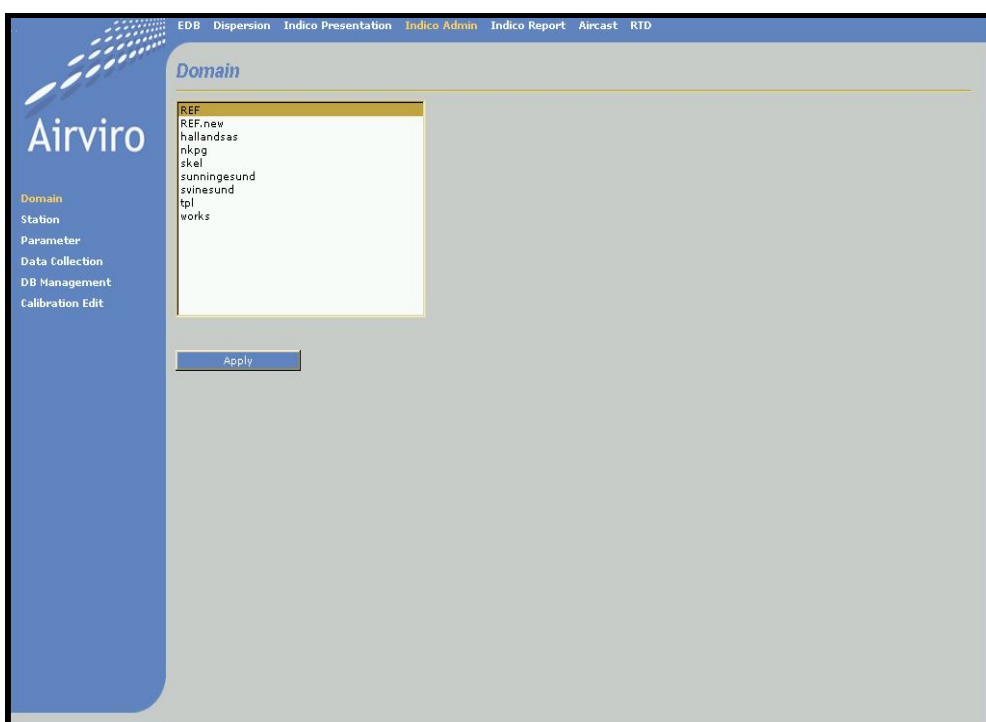 EDB Dispersion Indico Presentation Indico Admin Indico Report Aircast RTD
Airviro
Domain
Station
Parameter
Data Collection
DB Management
Calibration Edit
Domain
REF
REF.new
hallandsas
nkpg
skel
sunningesund
svinesund
tpl
works
Apply